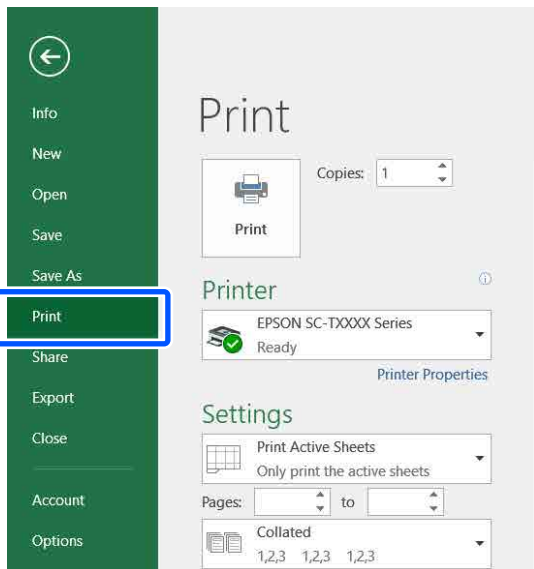 Info
New
Open
Save
Save As
Print
Share
Export
Close
Account
Options
Print
Copies: 1
Print
Printer
EPSON SC-TXXXX Series
Ready
Printer Properties
Settings
Print Active Sheets
Only print the active sheets
Pages: to
Collated
1,2,3 1,2,3 1,2,3